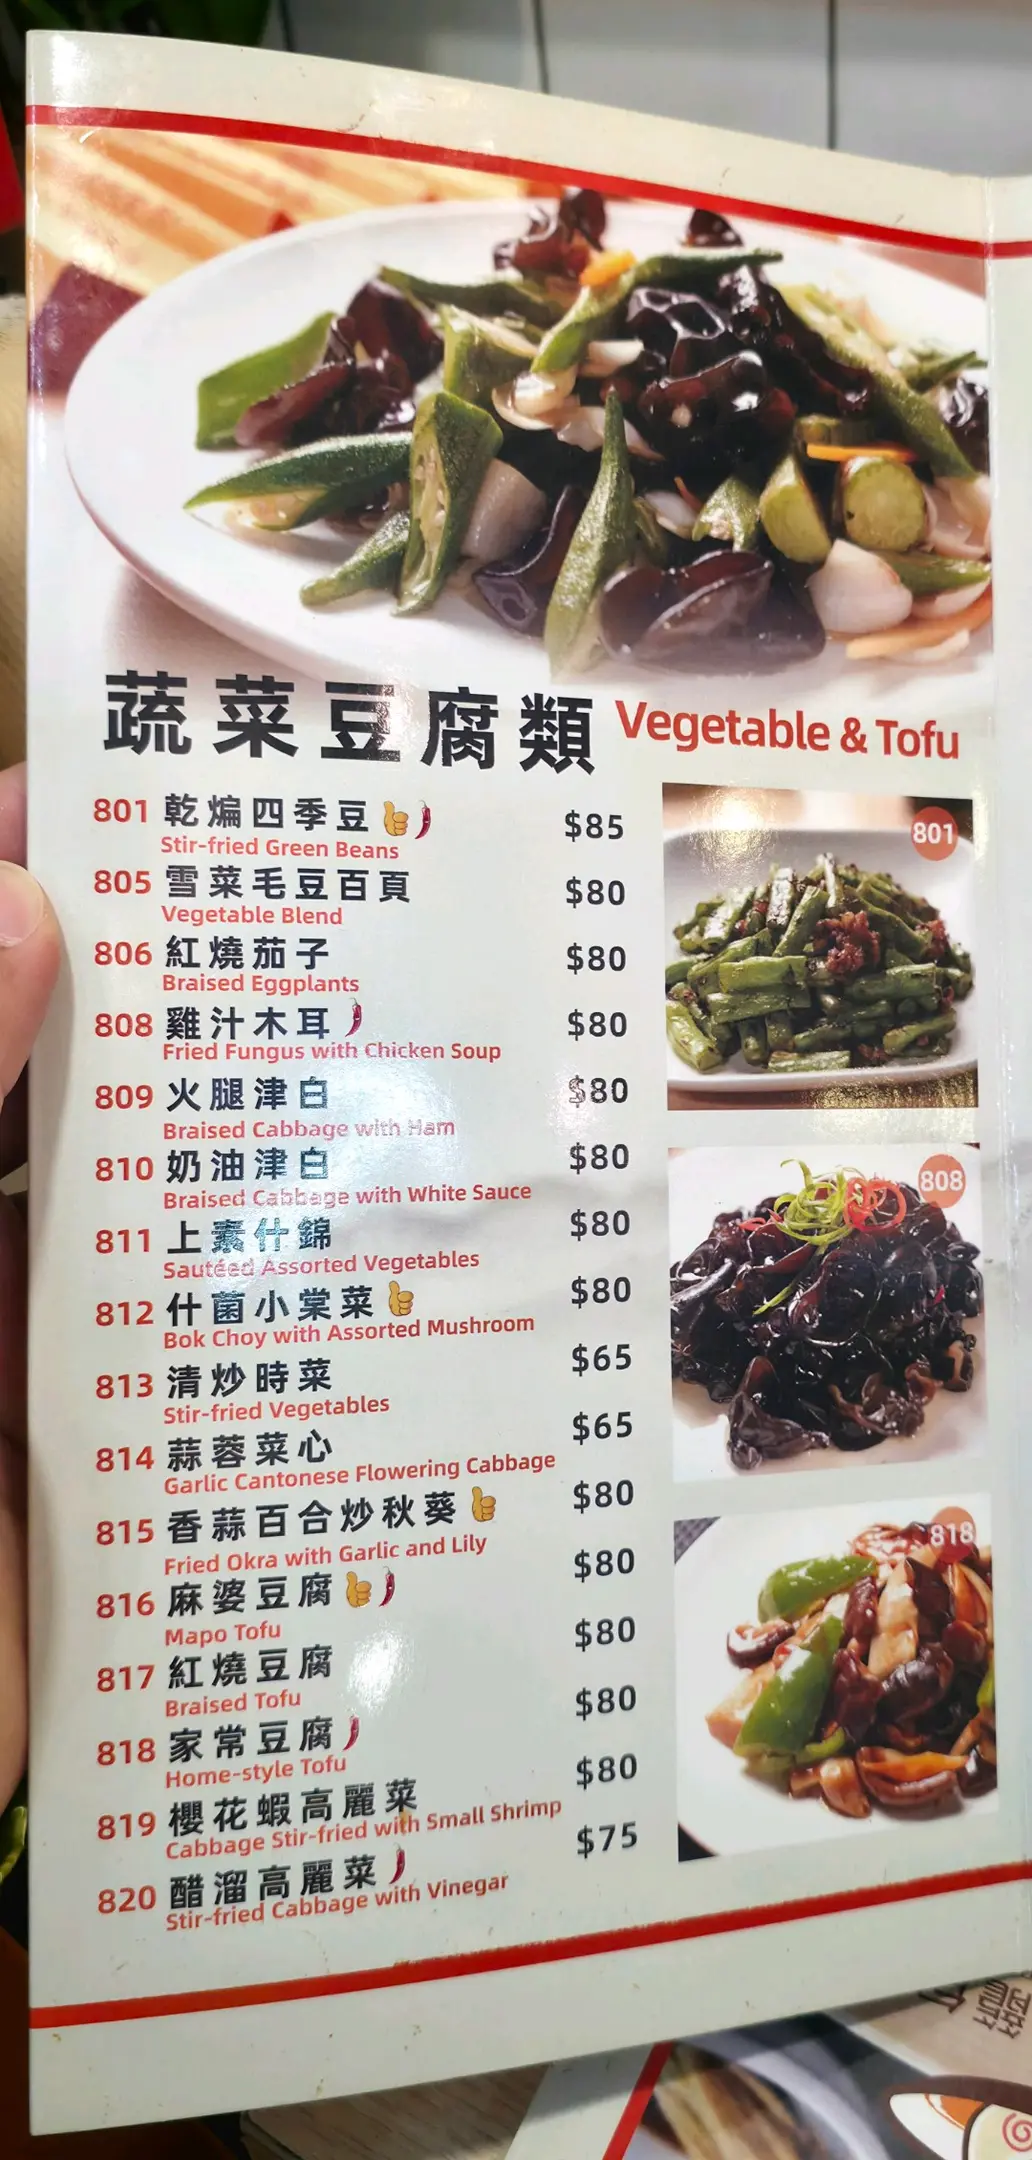 蔬菜豆腐類 Vegetable & Tofu
801 乾煸四季豆 $85
Stir-fried Green Beans
805 雪菜毛豆百頁 $80
Vegetable Blend
806 紅燒茄子 $80
Braised Eggplants
808 雞汁木耳 $80
Fried Fungus with Chicken Soup
809 火腿津白 $80
Braised Cabbage with Ham
810 奶油津白 $80
Braised Cabbage with White Sauce
811 上素什錦 $80
Sautéed Assorted Vegetables
812 什菌小棠菜 $80
Bok Choy with Assorted Mushroom
813 清炒時菜 $65
Stir-fried Vegetables
814 蒜蓉菜心 $65
Garlic Cantonese Flowering Cabbage
815 香蒜百合炒秋葵 $80
Fried Okra with Garlic and Lily
816 麻婆豆腐 $80
Mapo Tofu
817 紅燒豆腐 $80
Braised Tofu
818 家常豆腐 $80
Home-style Tofu
819 櫻花蝦高麗菜 $80
Cabbage Stir-fried with Small Shrimp
820 醋溜高麗菜 $75
Stir-fried Cabbage with Vinegar
801
808
818